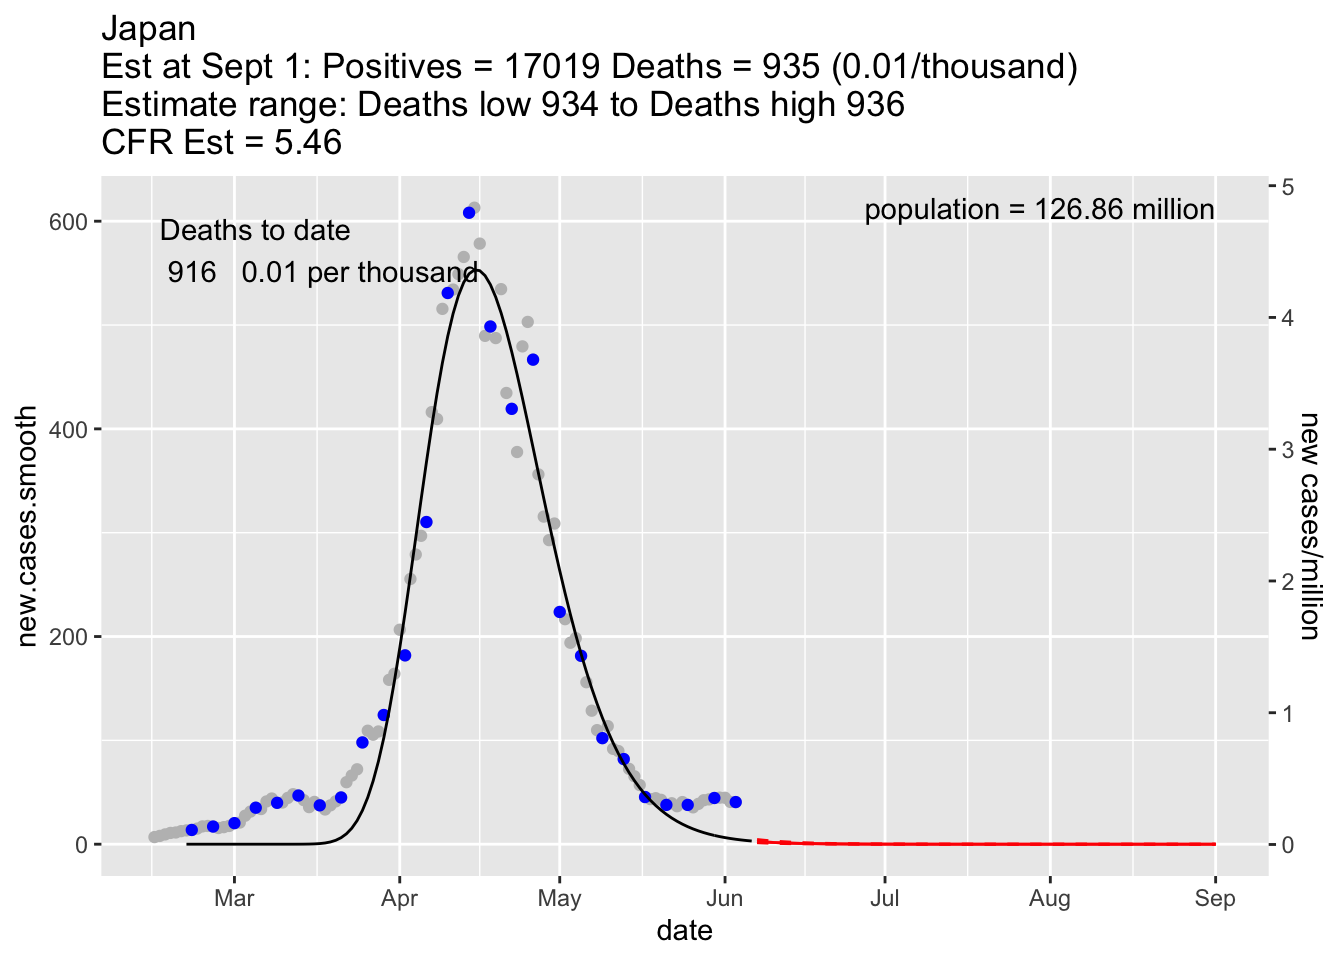 Japan
Est at Sept 1: Positives = 17019 Deaths = 935 (0.01/thousand)
Estimate range: Deaths low 934 to Deaths high 936
CFR Est = 5.46
Deaths to date
916 0.01 per thousand
population = 126.86 million
600
400
200
0
new.cases.smooth
5
4
3
2
1
0
new cases/million
Mar Apr May Jun Jul Aug Sep
date